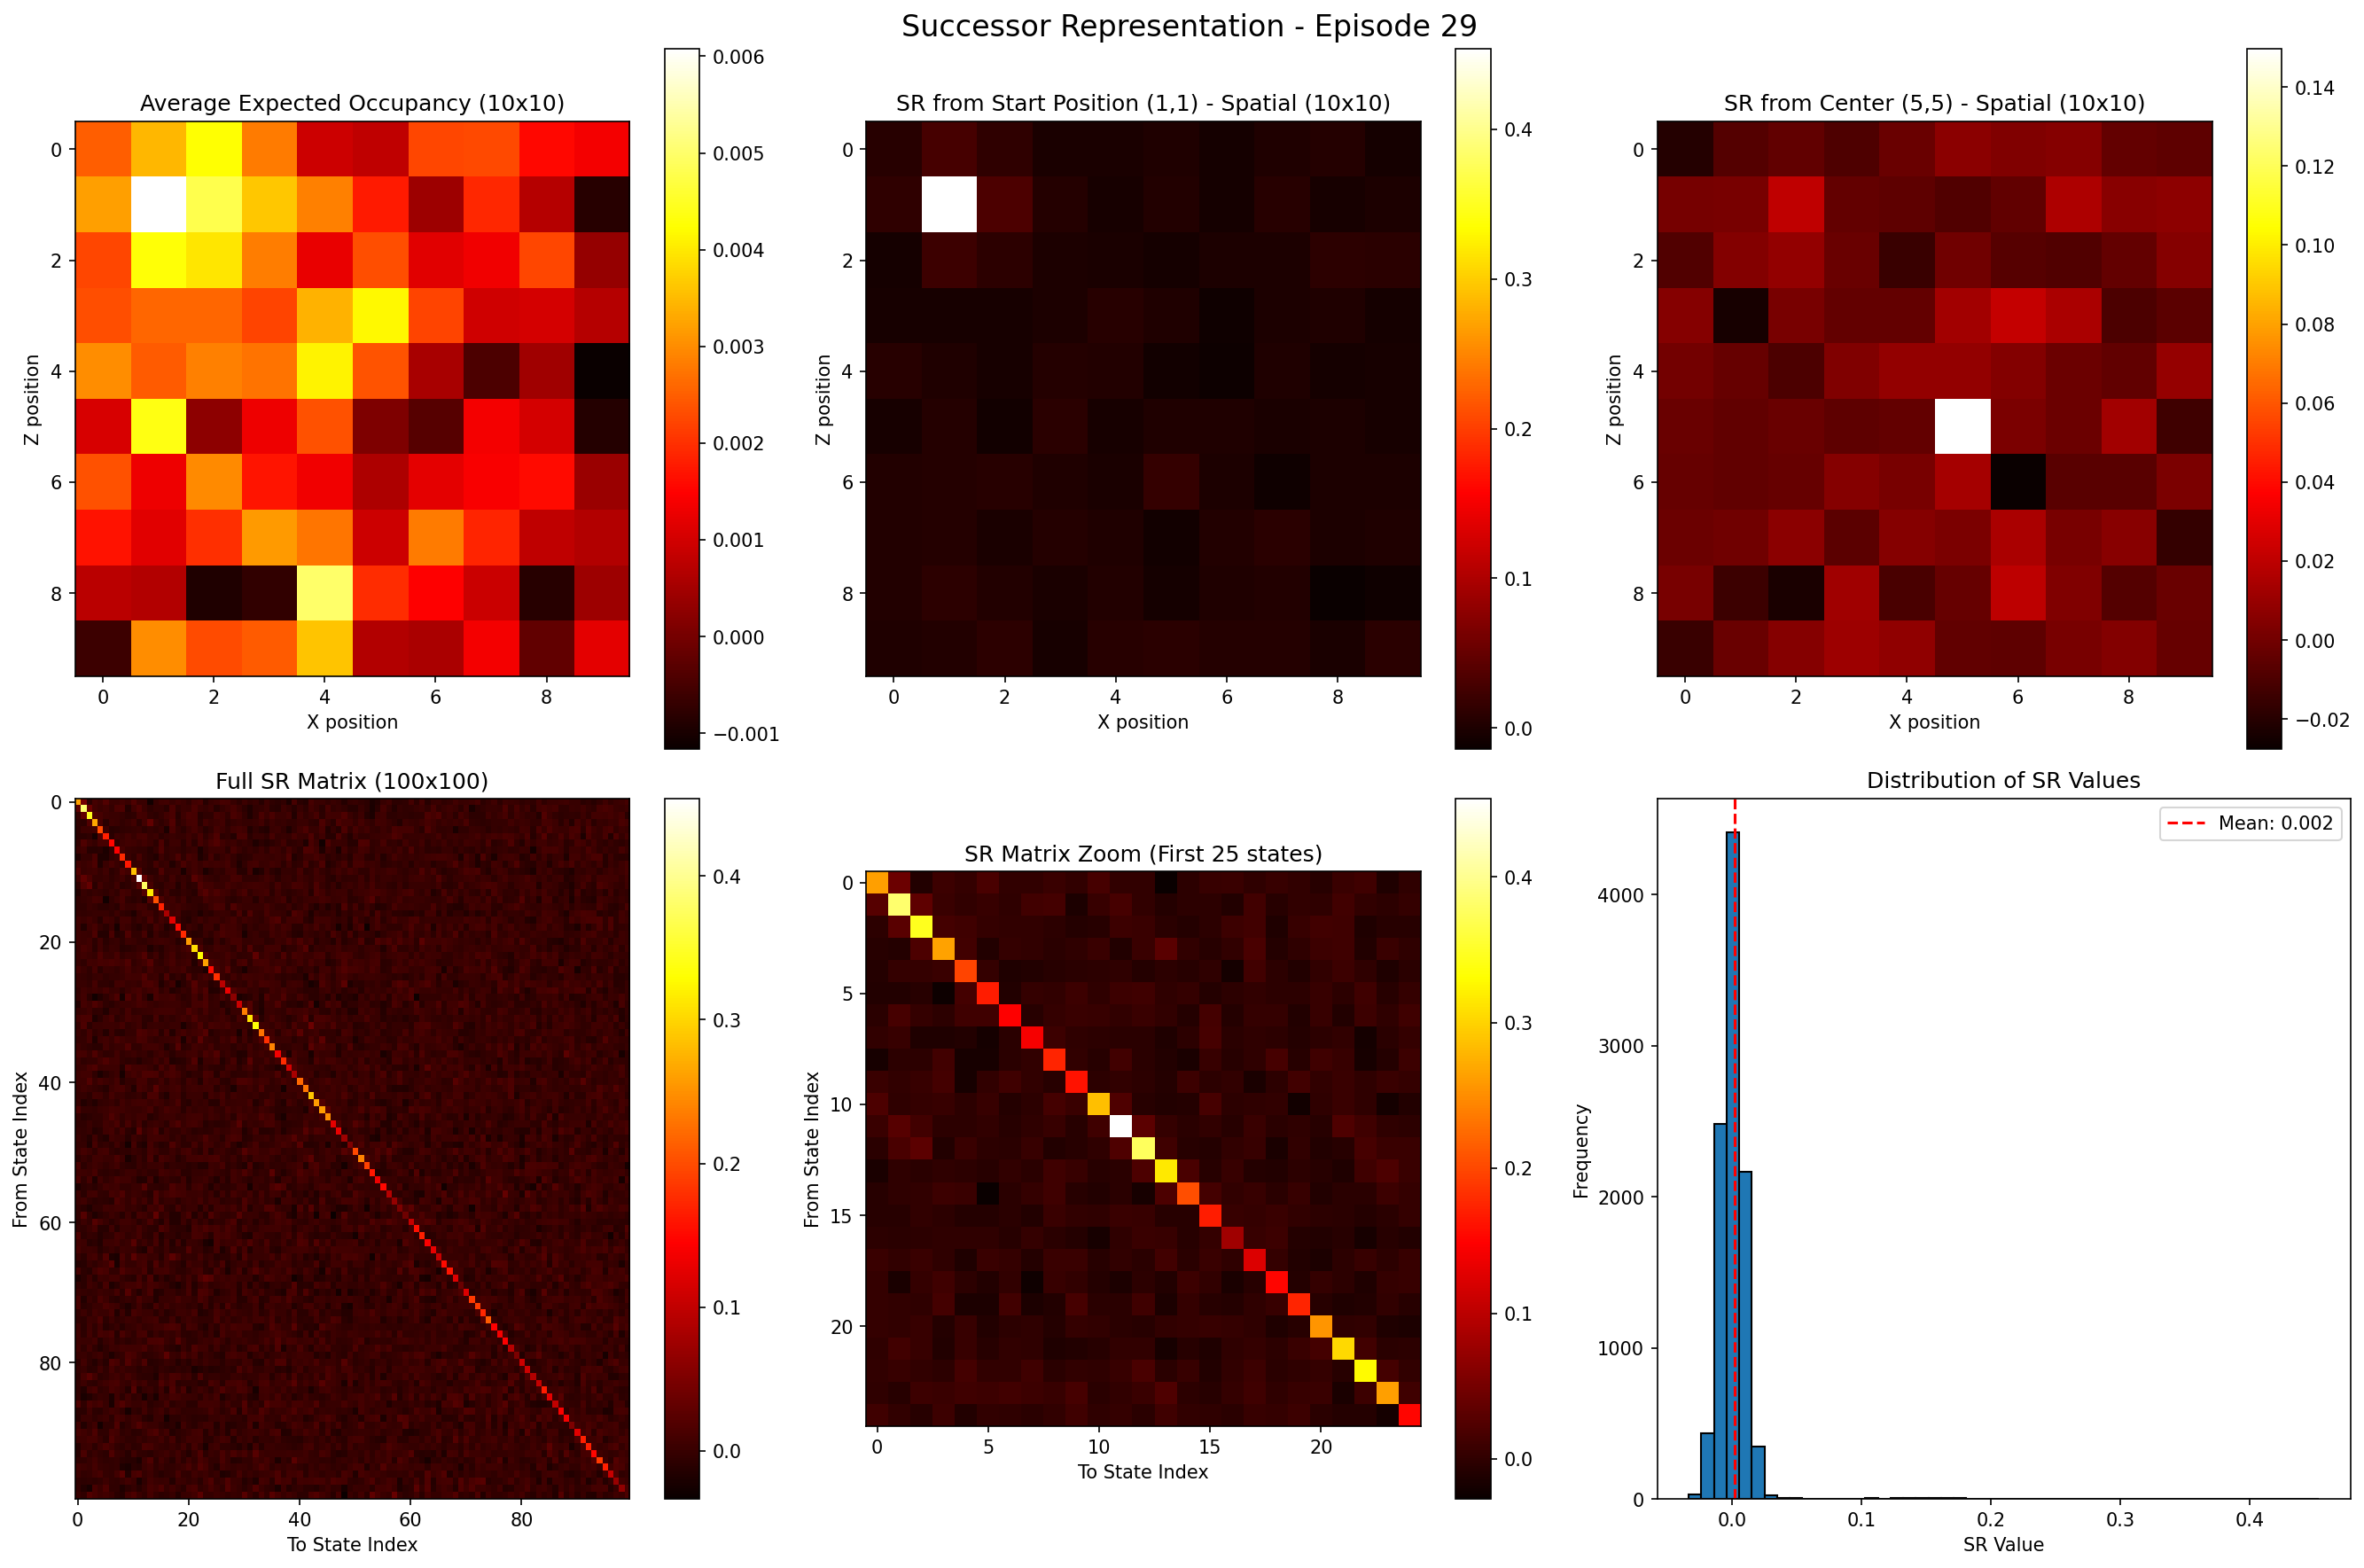 Successor Representation - Episode 29
Average Expected Occupancy (10x10)
0
2
4
6
8
Z position
0 2 4 6 8
X position
0.006
0.005
0.004
0.003
0.002
0.001
0.000
−0.001
SR from Start Position (1,1) - Spatial (10x10)
0
2
4
6
8
Z position
0 2 4 6 8
X position
0.4
0.3
0.2
0.1
0.0
SR from Center (5,5) - Spatial (10x10)
0
2
4
6
8
Z position
0 2 4 6 8
X position
0.14
0.12
0.10
0.08
0.06
0.04
0.02
0.00
−0.02
Full SR Matrix (100x100)
0
20
40
60
80
From State Index
0 20 40 60 80
To State Index
0.4
0.3
0.2
0.1
0.0
SR Matrix Zoom (First 25 states)
0
5
10
15
20
From State Index
0 5 10 15 20
To State Index
0.4
0.3
0.2
0.1
0.0
Distribution of SR Values
Mean: 0.002
4000
3000
2000
1000
0
Frequency
0.0 0.1 0.2 0.3 0.4
SR Value